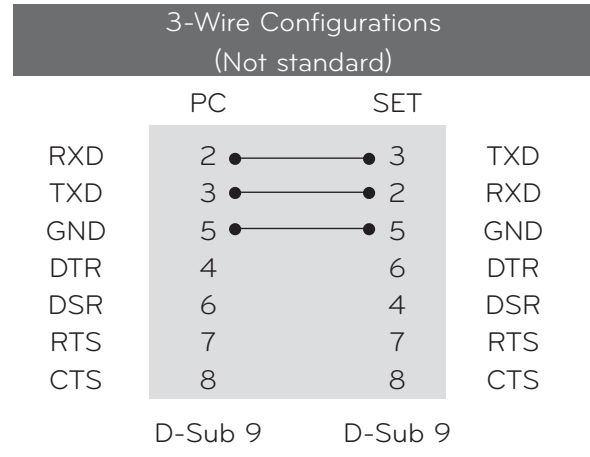 3-Wire Configurations
(Not standard)
PC SET
RXD 2 3 TXD
TXD 3 2 RXD
GND 5 5 GND
DTR 4 6 DTR
DSR 6 4 DSR
RTS 7 7 RTS
CTS 8 8 CTS
D-Sub 9 D-Sub 9